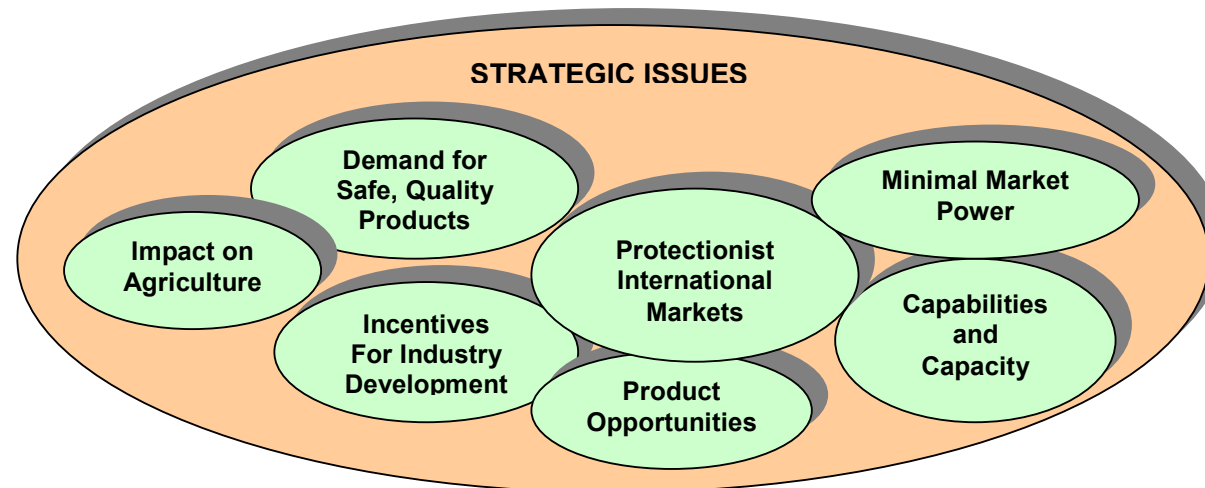 STRATEGIC ISSUES
Demand for
Safe, Quality
Products
Minimal Market
Power
Impact on
Agriculture
Protectionist
International
Markets
Incentives
For Industry
Development
Capabilities
and
Capacity
Product
Opportunities